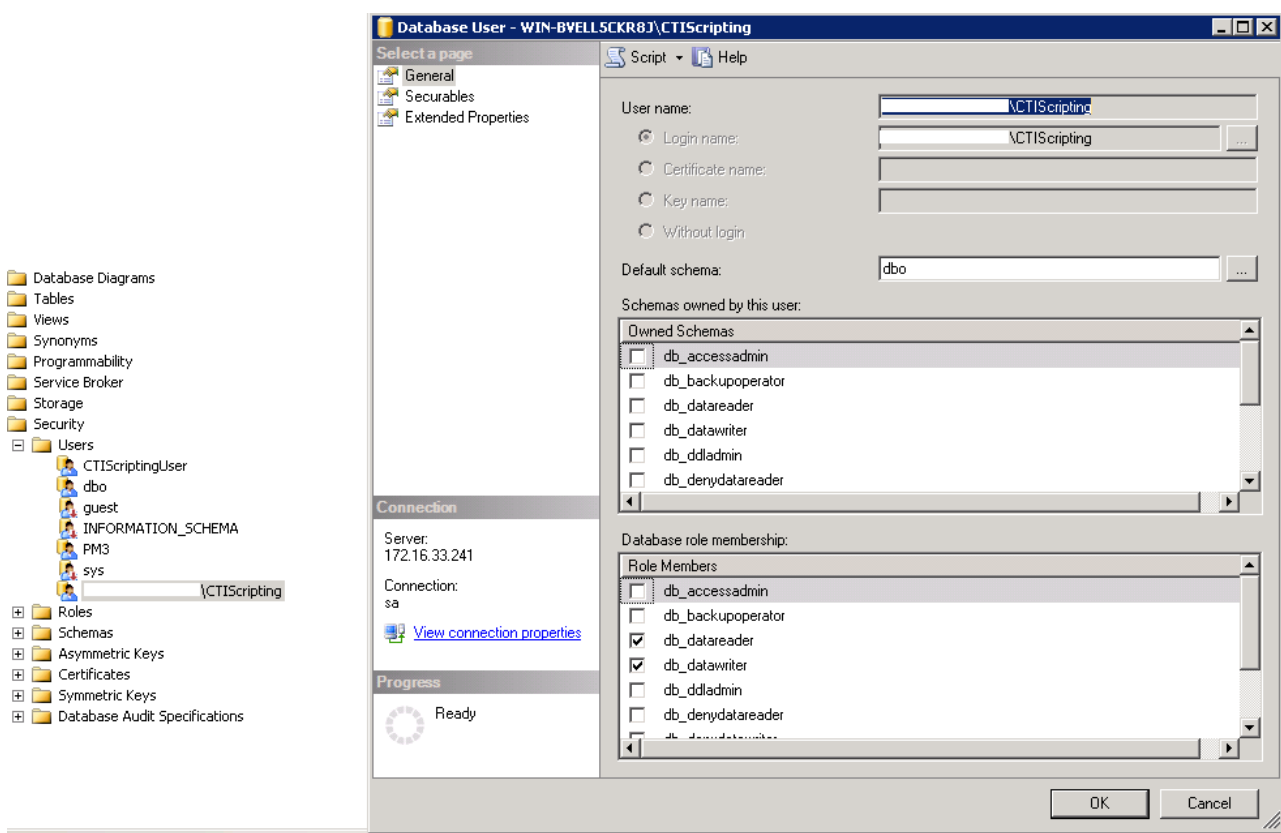 Database Diagrams
Tables
Views
Synonyms
Programmability
Service Broker
Storage
Security
Users
CTIScriptingUser
dbo
guest
INFORMATION_SCHEMA
PM3
sys
\CTIScripting
Roles
Schemas
Asymmetric Keys
Certificates
Symmetric Keys
Database Audit Specifications
Database User - WIN-BVELL5CKR8J\CTIScripting
Select a page
General
Securables
Extended Properties
Connection
Server:
172.16.33.241
Connection:
sa
View connection properties
Progress
Ready
Script Help
User name: \CTIScripting
Login name: \CTIScripting ...
Certificate name:
Key name:
Without login
Default schema: dbo ...
Schemas owned by this user:
Owned Schemas
db_accessadmin
db_backupoperator
db_datareader
db_datawriter
db_ddladmin
db_denydatareader
Database role membership:
Role Members
db_accessadmin
db_backupoperator
db_datareader
db_datawriter
db_ddladmin
db_denydatareader
OK Cancel